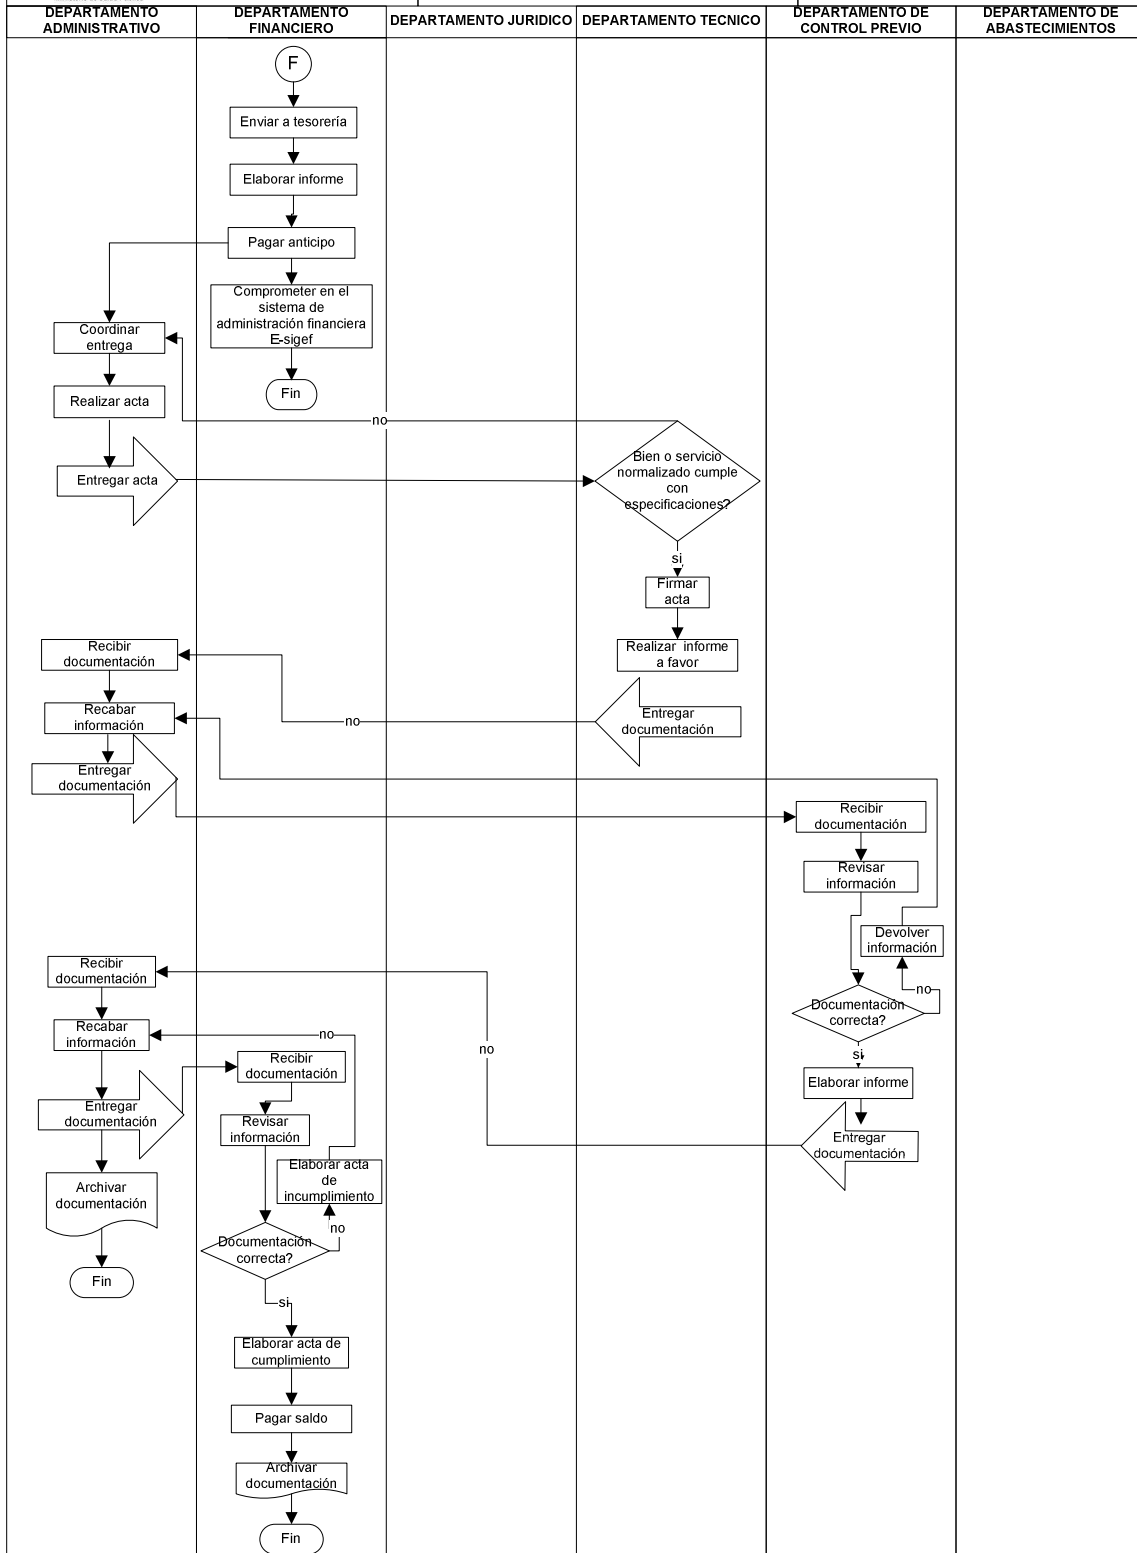 DEPARTAMENTO
ADMINISTRATIVO
DEPARTAMENTO
FINANCIERO
DEPARTAMENTO JURIDICO
DEPARTAMENTO TECNICO
DEPARTAMENTO DE
CONTROL PREVIO
DEPARTAMENTO DE
ABASTECIMIENTOS
F
Enviar a tesorería
Elaborar informe
Pagar anticipo
Comprometer en el
sistema de
administración financiera
E-sigef
Fin
Coordinar
entrega
Realizar acta
Entregar acta
no
Bien o servicio
normalizado cumple
con
especificaciones?
si
Firmar
acta
Realizar informe
a favor
Entregar
documentación
no
Recibir
documentación
Recabar
información
Entregar
documentación
Recibir
documentación
Revisar
información
Devolver
información
no
Documentación
correcta?
si
Elaborar informe
Entregar
documentación
no
Recibir
documentación
Recabar
información
no
Entregar
documentación
Archivar
documentación
Fin
Recibir
documentación
Revisar
información
Elaborar acta
de
incumplimiento
no
Documentación
correcta?
si
Elaborar acta de
cumplimiento
Pagar saldo
Archivar
documentación
Fin